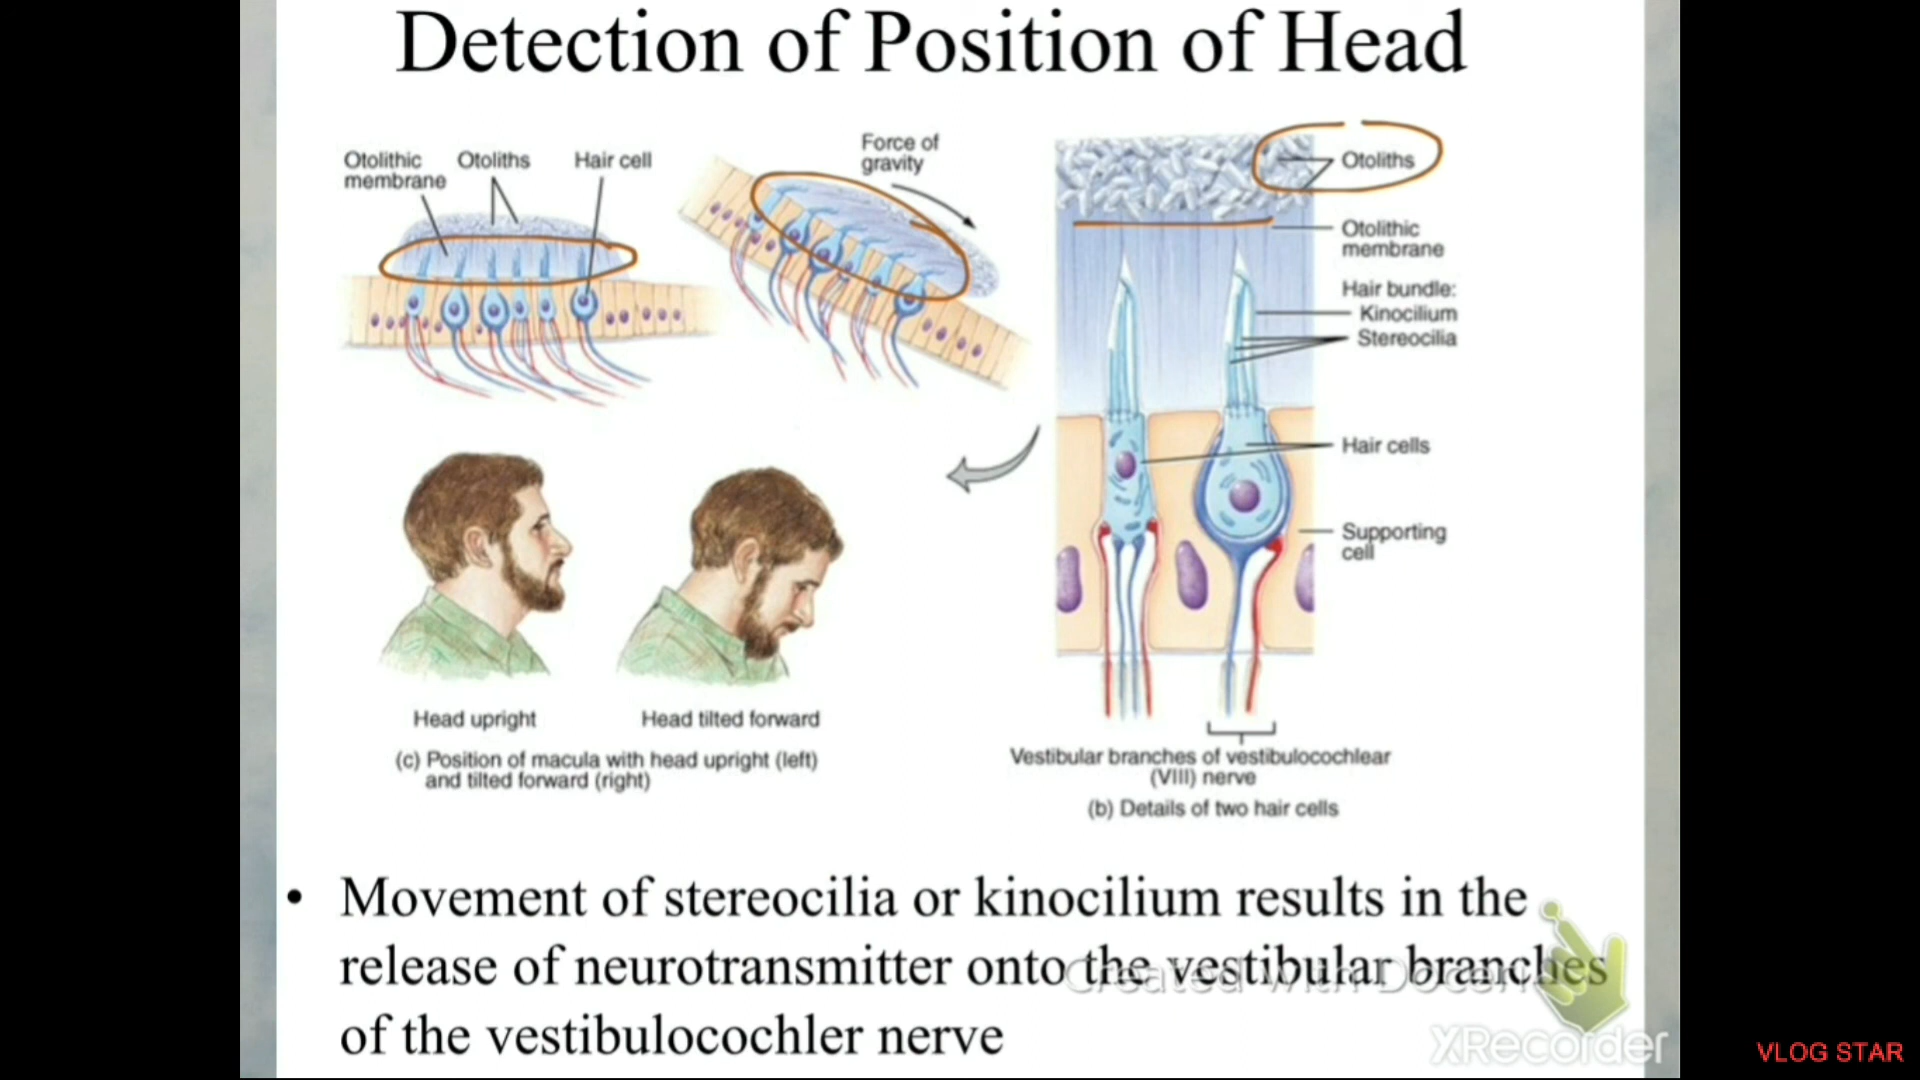 Detection of Position of Head
Otolithic
membrane
Otoliths
Hair cell
Force of
gravity
Otoliths
Otolithic
membrane
Hair bundle:
Kinocilium
Stereocilia
Hair cells
Supporting
cell
Head upright
Head tilted forward
(c) Position of macula with head upright (left)
and tilted forward (right)
Vestibular branches of vestibulocochlear
(VIII) nerve
(b) Details of two hair cells
• Movement of stereocilia or kinocilium results in the
release of neurotransmitter onto the vestibular branches
of the vestibulocochler nerve
Created with Doceri
XRecorder
VLOG STAR